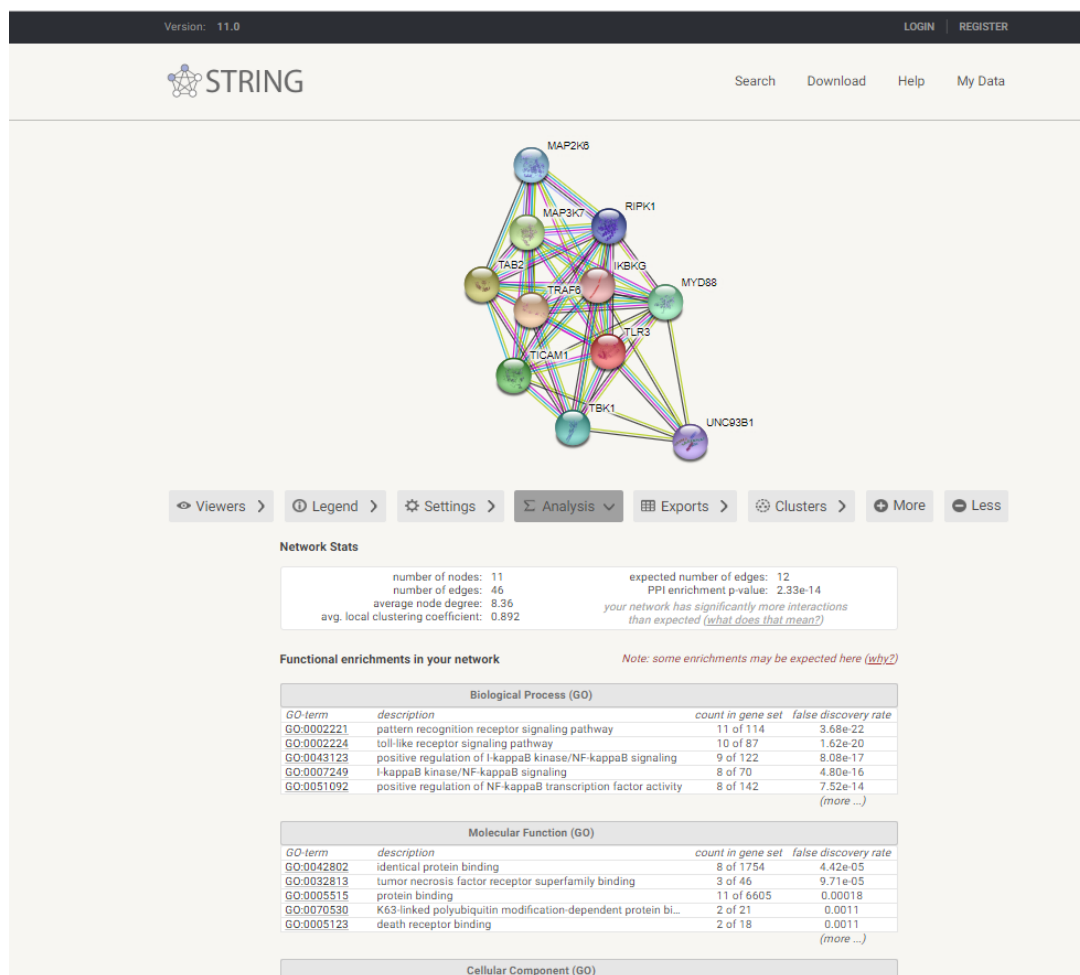 Version: 11.0 LOGIN REGISTER
STRING Search Download Help My Data
MAP2K6
RIPK1
MAP3K7
TAB2
IKBKG
TRAF6
MYD88
TLR3
TICAM1
TBK1
UNC93B1
Viewers Legend Settings Σ Analysis Exports Clusters More Less
Network Stats
number of nodes: 11 expected number of edges: 12
number of edges: 46 PPI enrichment p-value: 2.33e-14
average node degree: 8.36 your network has significantly more interactions
avg. local clustering coefficient: 0.892 than expected (what does that mean?)
Functional enrichments in your network Note: some enrichments may be expected here (why?)
Biological Process (GO)
GO-term description count in gene set false discovery rate
GO:0002221 pattern recognition receptor signaling pathway 11 of 114 3.68e-22
GO:0002224 toll-like receptor signaling pathway 10 of 87 1.62e-20
GO:0043123 positive regulation of I-kappaB kinase/NF-kappaB signaling 9 of 122 8.08e-17
GO:0007249 I-kappaB kinase/NF-kappaB signaling 8 of 70 4.80e-16
GO:0051092 positive regulation of NF-kappaB transcription factor activity 8 of 142 7.52e-14
(more ...)
Molecular Function (GO)
GO-term description count in gene set false discovery rate
GO:0042802 identical protein binding 8 of 1754 4.42e-05
GO:0032813 tumor necrosis factor receptor superfamily binding 3 of 46 9.71e-05
GO:0005515 protein binding 11 of 6605 0.00018
GO:0070530 K63-linked polyubiquitin modification-dependent protein bi... 2 of 21 0.0011
GO:0005123 death receptor binding 2 of 18 0.0011
(more ...)
Cellular Component (GO)